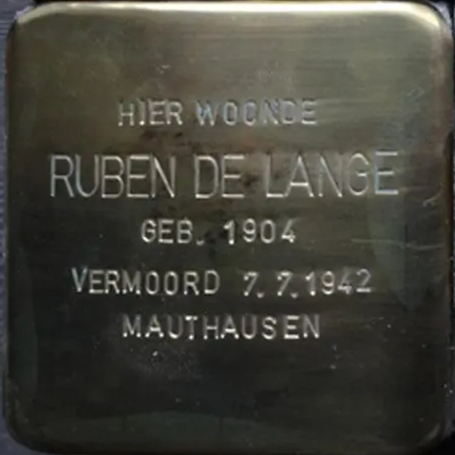 HIER WOONDE
RUBEN DE LANGE
GEB. 1904
VERMOORD 7.7.1942
MAUTHAUSEN